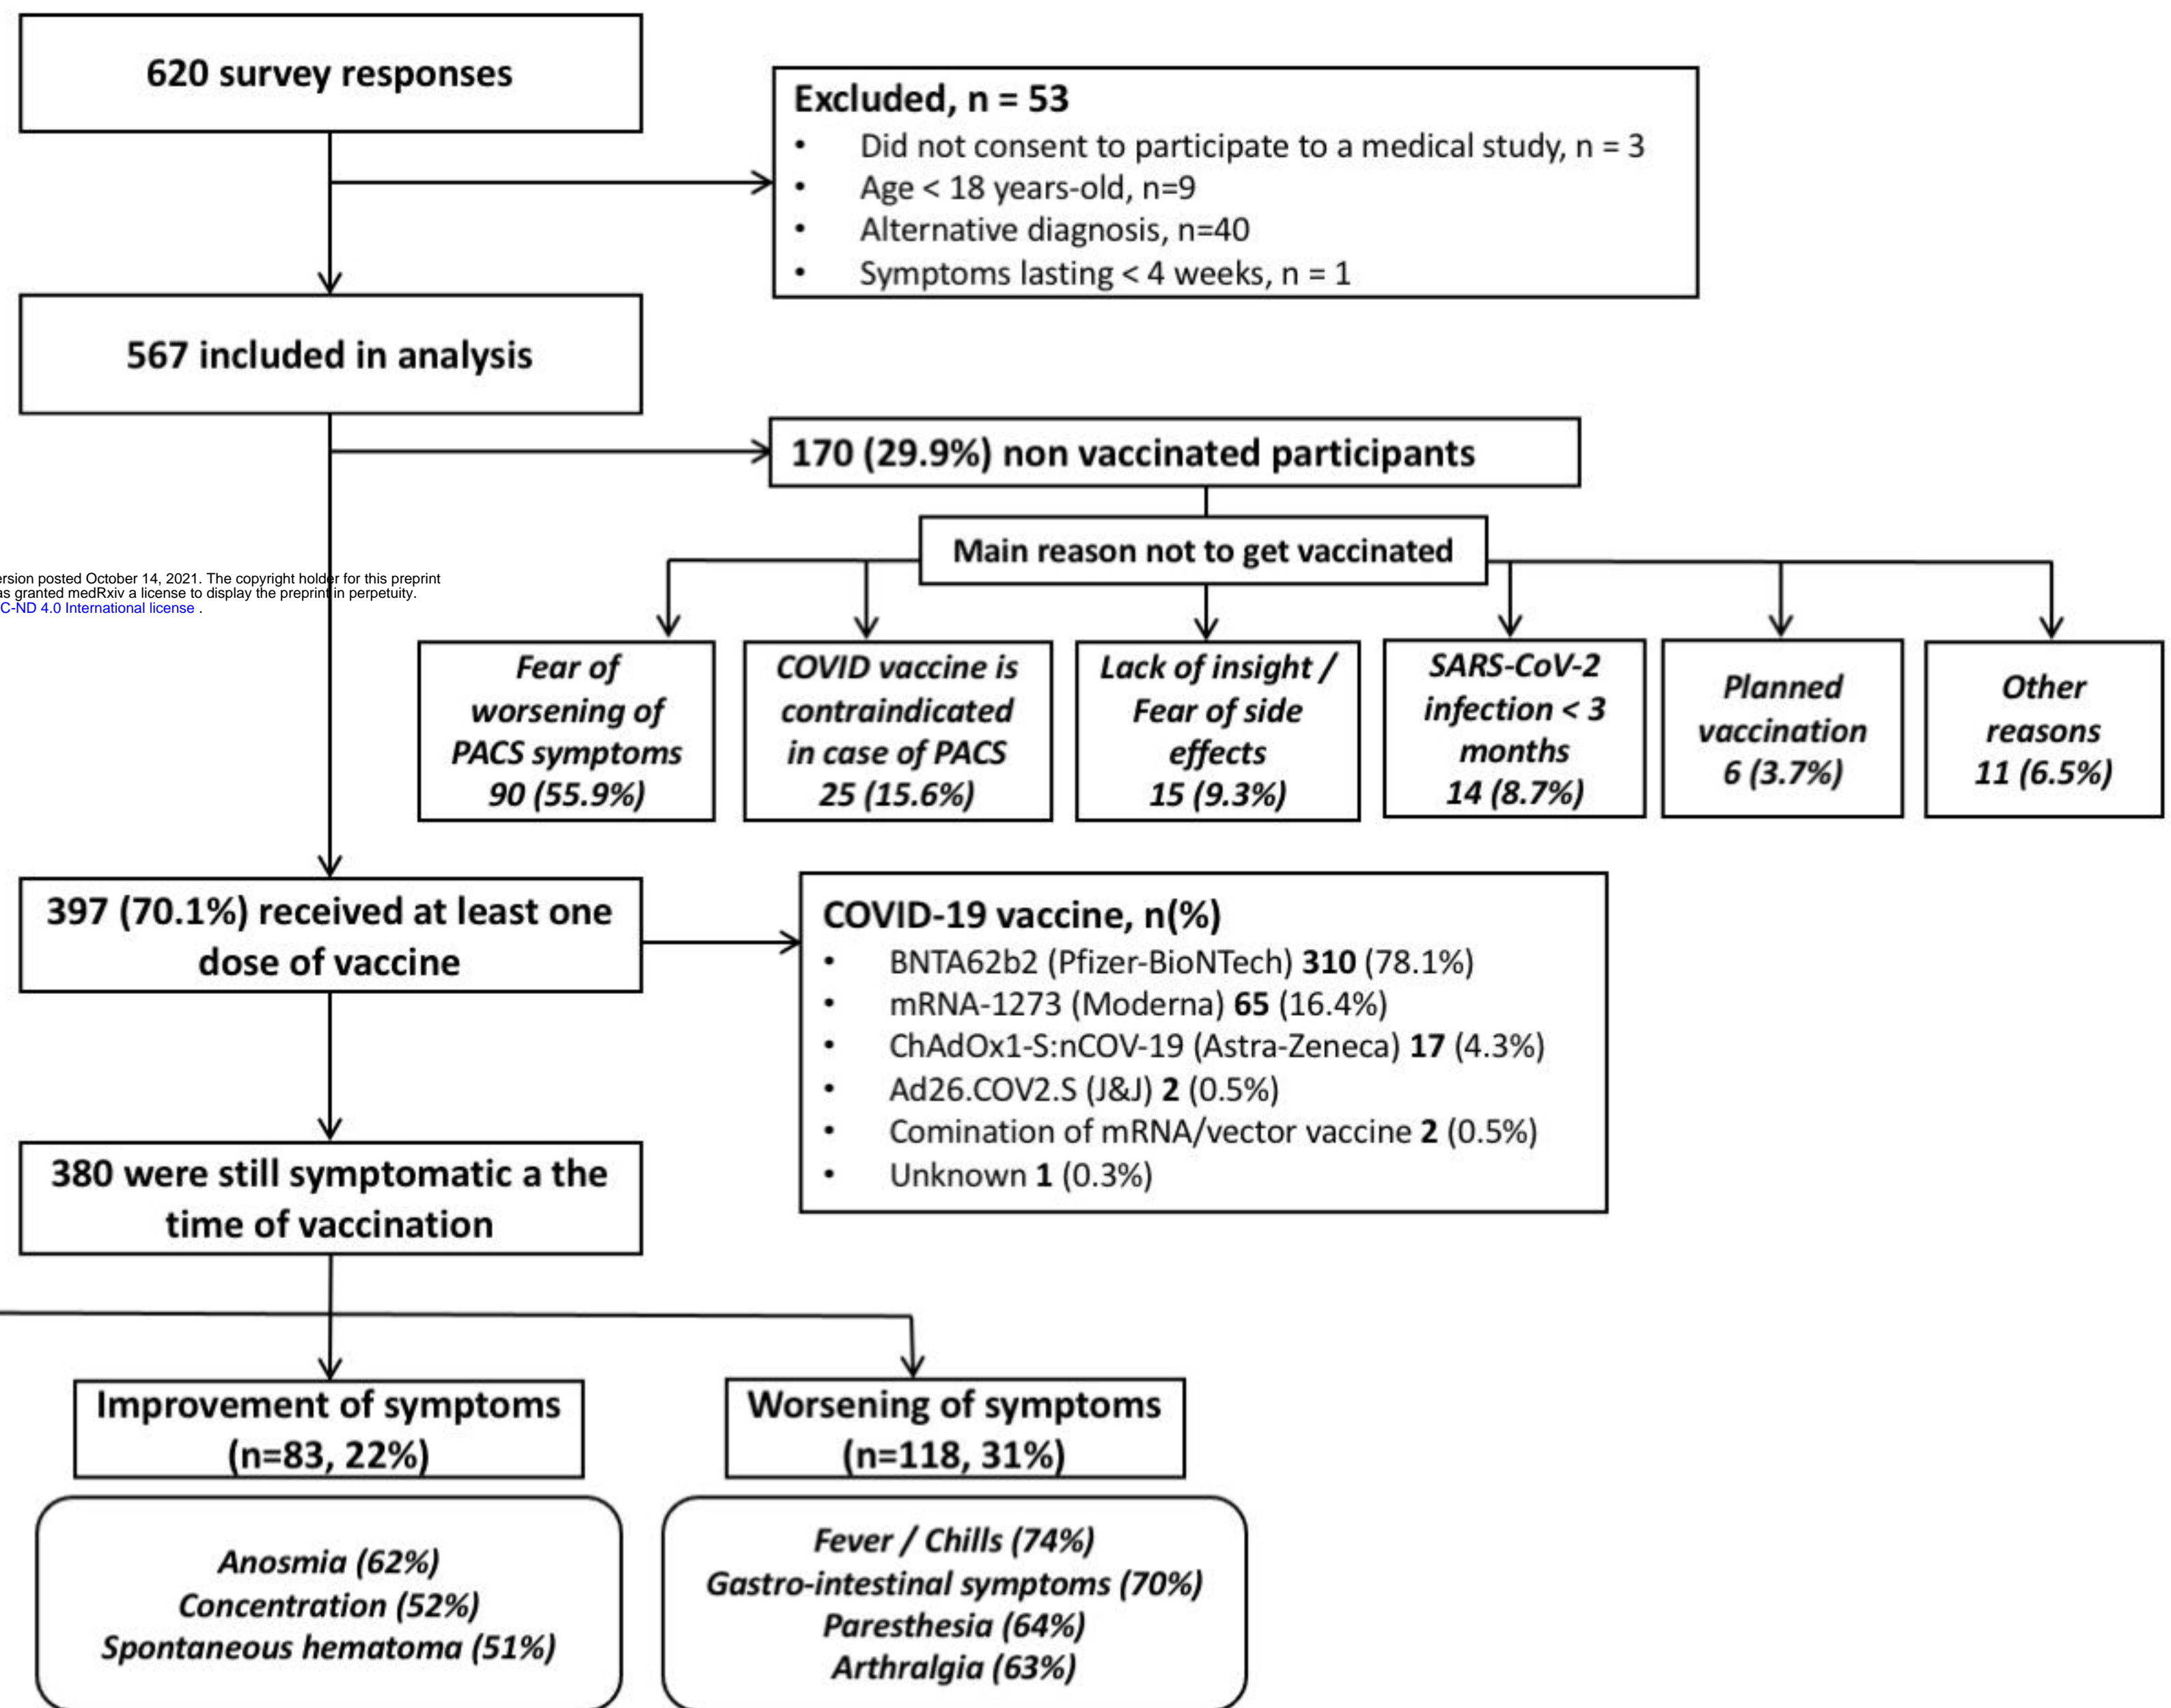 620 survey responses
Excluded, n = 53
• Did not consent to participate to a medical study, n = 3
• Age < 18 years-old, n=9
• Alternative diagnosis, n=40
• Symptoms lasting < 4 weeks, n = 1
567 included in analysis
170 (29.9%) non vaccinated participants
Main reason not to get vaccinated
ersion posted October 14, 2021. The copyright holder for this preprint
as granted medRxiv a license to display the preprint in perpetuity.
C-ND 4.0 International license .
Fear of
worsening of
PACS symptoms
90 (55.9%)
COVID vaccine is
contraindicated
in case of PACS
25 (15.6%)
Lack of insight /
Fear of side
effects
15 (9.3%)
SARS-CoV-2
infection < 3
months
14 (8.7%)
Planned
vaccination
6 (3.7%)
Other
reasons
11 (6.5%)
397 (70.1%) received at least one
dose of vaccine
COVID-19 vaccine, n(%)
• BNTA62b2 (Pfizer-BioNTech) 310 (78.1%)
• mRNA-1273 (Moderna) 65 (16.4%)
• ChAdOx1-S:nCOV-19 (Astra-Zeneca) 17 (4.3%)
• Ad26.COV2.S (J&J) 2 (0.5%)
• Comination of mRNA/vector vaccine 2 (0.5%)
• Unknown 1 (0.3%)
380 were still symptomatic a the
time of vaccination
Improvement of symptoms
(n=83, 22%)
Worsening of symptoms
(n=118, 31%)
Anosmia (62%)
Concentration (52%)
Spontaneous hematoma (51%)
Fever / Chills (74%)
Gastro-intestinal symptoms (70%)
Paresthesia (64%)
Arthralgia (63%)